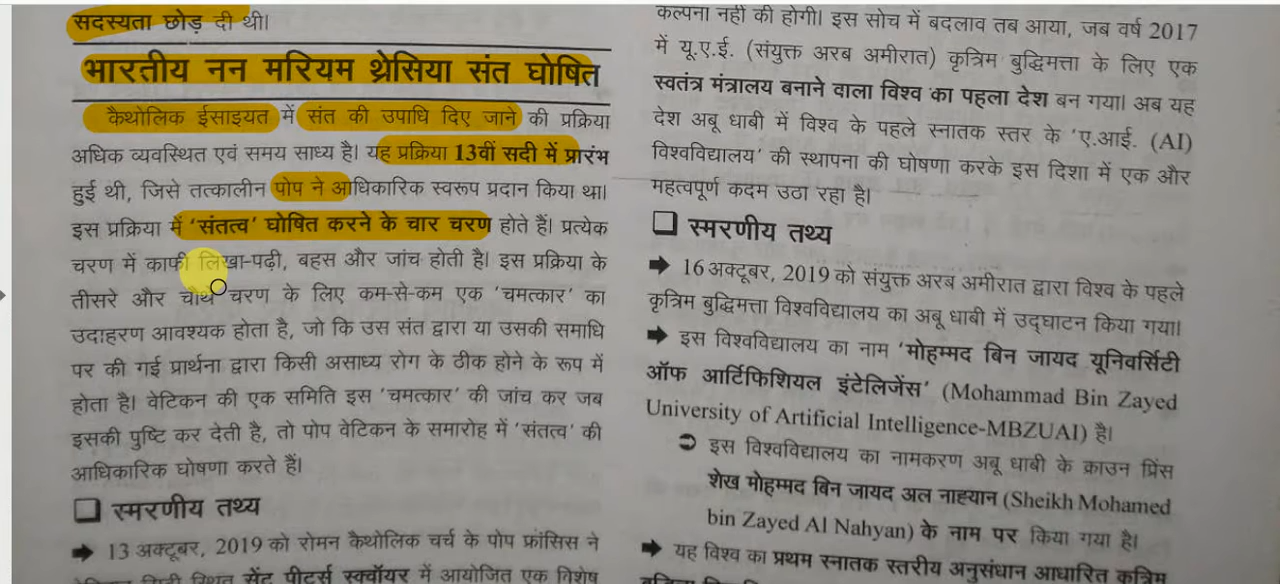 सदस्यता छोड़ दी थी।
भारतीय नन मरियम थ्रेसिया संत घोषित
कैथोलिक ईसाइयत में संत की उपाधि दिए जाने की प्रक्रिया
अधिक व्यवस्थित एवं समय साध्य है। यह प्रक्रिया 13वीं सदी में प्रारंभ
हुई थी, जिसे तत्कालीन पोप ने आधिकारिक स्वरूप प्रदान किया था।
इस प्रक्रिया में 'संतत्व' घोषित करने के चार चरण होते हैं। प्रत्येक
चरण में काफी लिखा-पढ़ी, बहस और जांच होती है। इस प्रक्रिया के
तीसरे और चौथे चरण के लिए कम-से-कम एक 'चमत्कार' का
उदाहरण आवश्यक होता है, जो कि उस संत द्वारा या उसकी समाधि
पर की गई प्रार्थना द्वारा किसी असाध्य रोग के ठीक होने के रूप में
होता है। वेटिकन की एक समिति इस 'चमत्कार' की जांच कर जब
इसकी पुष्टि कर देती है, तो पोप वेटिकन के समारोह में 'संतत्व' की
आधिकारिक घोषणा करते हैं।
❑ स्मरणीय तथ्य
➡ 13 अक्टूबर, 2019 को रोमन कैथोलिक चर्च के पोप फ्रांसिस ने
स्थित सेंट पीटर्स स्क्वॉयर में आयोजित एक विशेष
कल्पना नहीं की होगी। इस सोच में बदलाव तब आया, जब वर्ष 2017
में यू.ए.ई. (संयुक्त अरब अमीरात) कृत्रिम बुद्धिमत्ता के लिए एक
स्वतंत्र मंत्रालय बनाने वाला विश्व का पहला देश बन गया। अब यह
देश अबू धाबी में विश्व के पहले स्नातक स्तर के 'ए.आई. (AI)
विश्वविद्यालय' की स्थापना की घोषणा करके इस दिशा में एक और
महत्वपूर्ण कदम उठा रहा है।
❑ स्मरणीय तथ्य
➡ 16 अक्टूबर, 2019 को संयुक्त अरब अमीरात द्वारा विश्व के पहले
कृत्रिम बुद्धिमत्ता विश्वविद्यालय का अबू धाबी में उद्घाटन किया गया।
➡ इस विश्वविद्यालय का नाम 'मोहम्मद बिन जायद यूनिवर्सिटी
ऑफ आर्टिफिशियल इंटेलिजेंस' (Mohammad Bin Zayed
University of Artificial Intelligence-MBZUAI) है।
➲ इस विश्वविद्यालय का नामकरण अबू धाबी के क्राउन प्रिंस
शेख मोहम्मद बिन जायद अल नाह्यान (Sheikh Mohamed
bin Zayed Al Nahyan) के नाम पर किया गया है।
➡ यह विश्व का प्रथम स्नातक स्तरीय अनुसंधान आधारित कृत्रिम